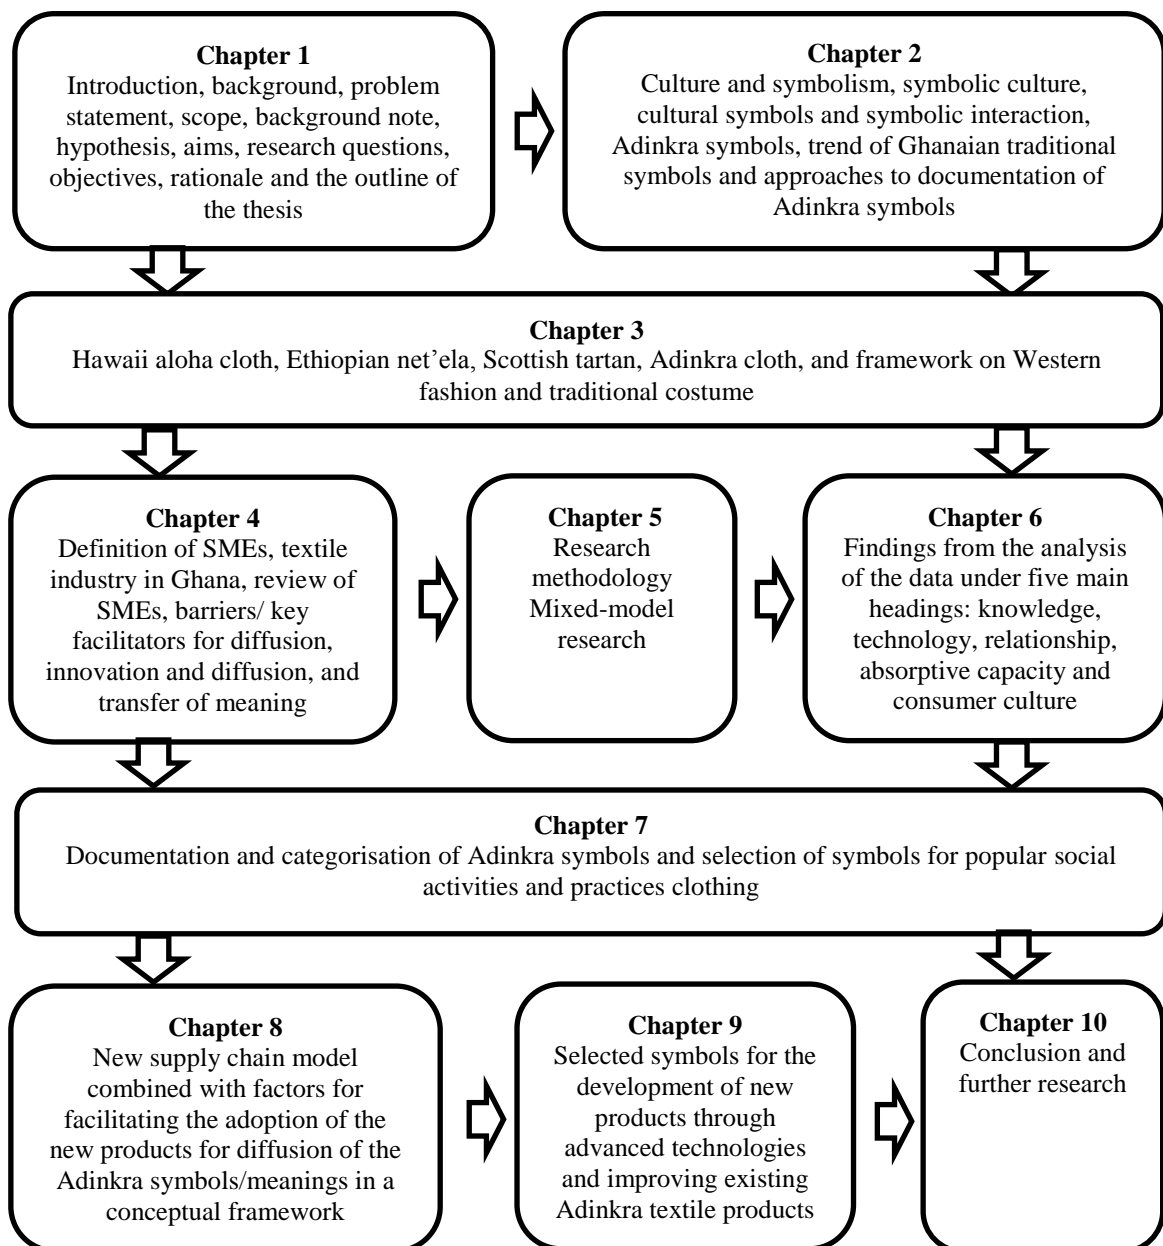 Chapter 1
Introduction, background, problem
statement, scope, background note,
hypothesis, aims, research questions,
objectives, rationale and the outline of
the thesis
Chapter 2
Culture and symbolism, symbolic culture,
cultural symbols and symbolic interaction,
Adinkra symbols, trend of Ghanaian traditional
symbols and approaches to documentation of
Adinkra symbols
Chapter 3
Hawaii aloha cloth, Ethiopian net’ela, Scottish tartan, Adinkra cloth, and framework on Western
fashion and traditional costume
Chapter 4
Definition of SMEs, textile
industry in Ghana, review of
SMEs, barriers/ key
facilitators for diffusion,
innovation and diffusion, and
transfer of meaning
Chapter 5
Research
methodology
Mixed-model
research
Chapter 6
Findings from the analysis
of the data under five main
headings: knowledge,
technology, relationship,
absorptive capacity and
consumer culture
Chapter 7
Documentation and categorisation of Adinkra symbols and selection of symbols for popular social
activities and practices clothing
Chapter 8
New supply chain model
combined with factors for
facilitating the adoption of the
new products for diffusion of the
Adinkra symbols/meanings in a
conceptual framework
Chapter 9
Selected symbols for the
development of new
products through
advanced technologies
and improving existing
Adinkra textile products
Chapter 10
Conclusion and
further research